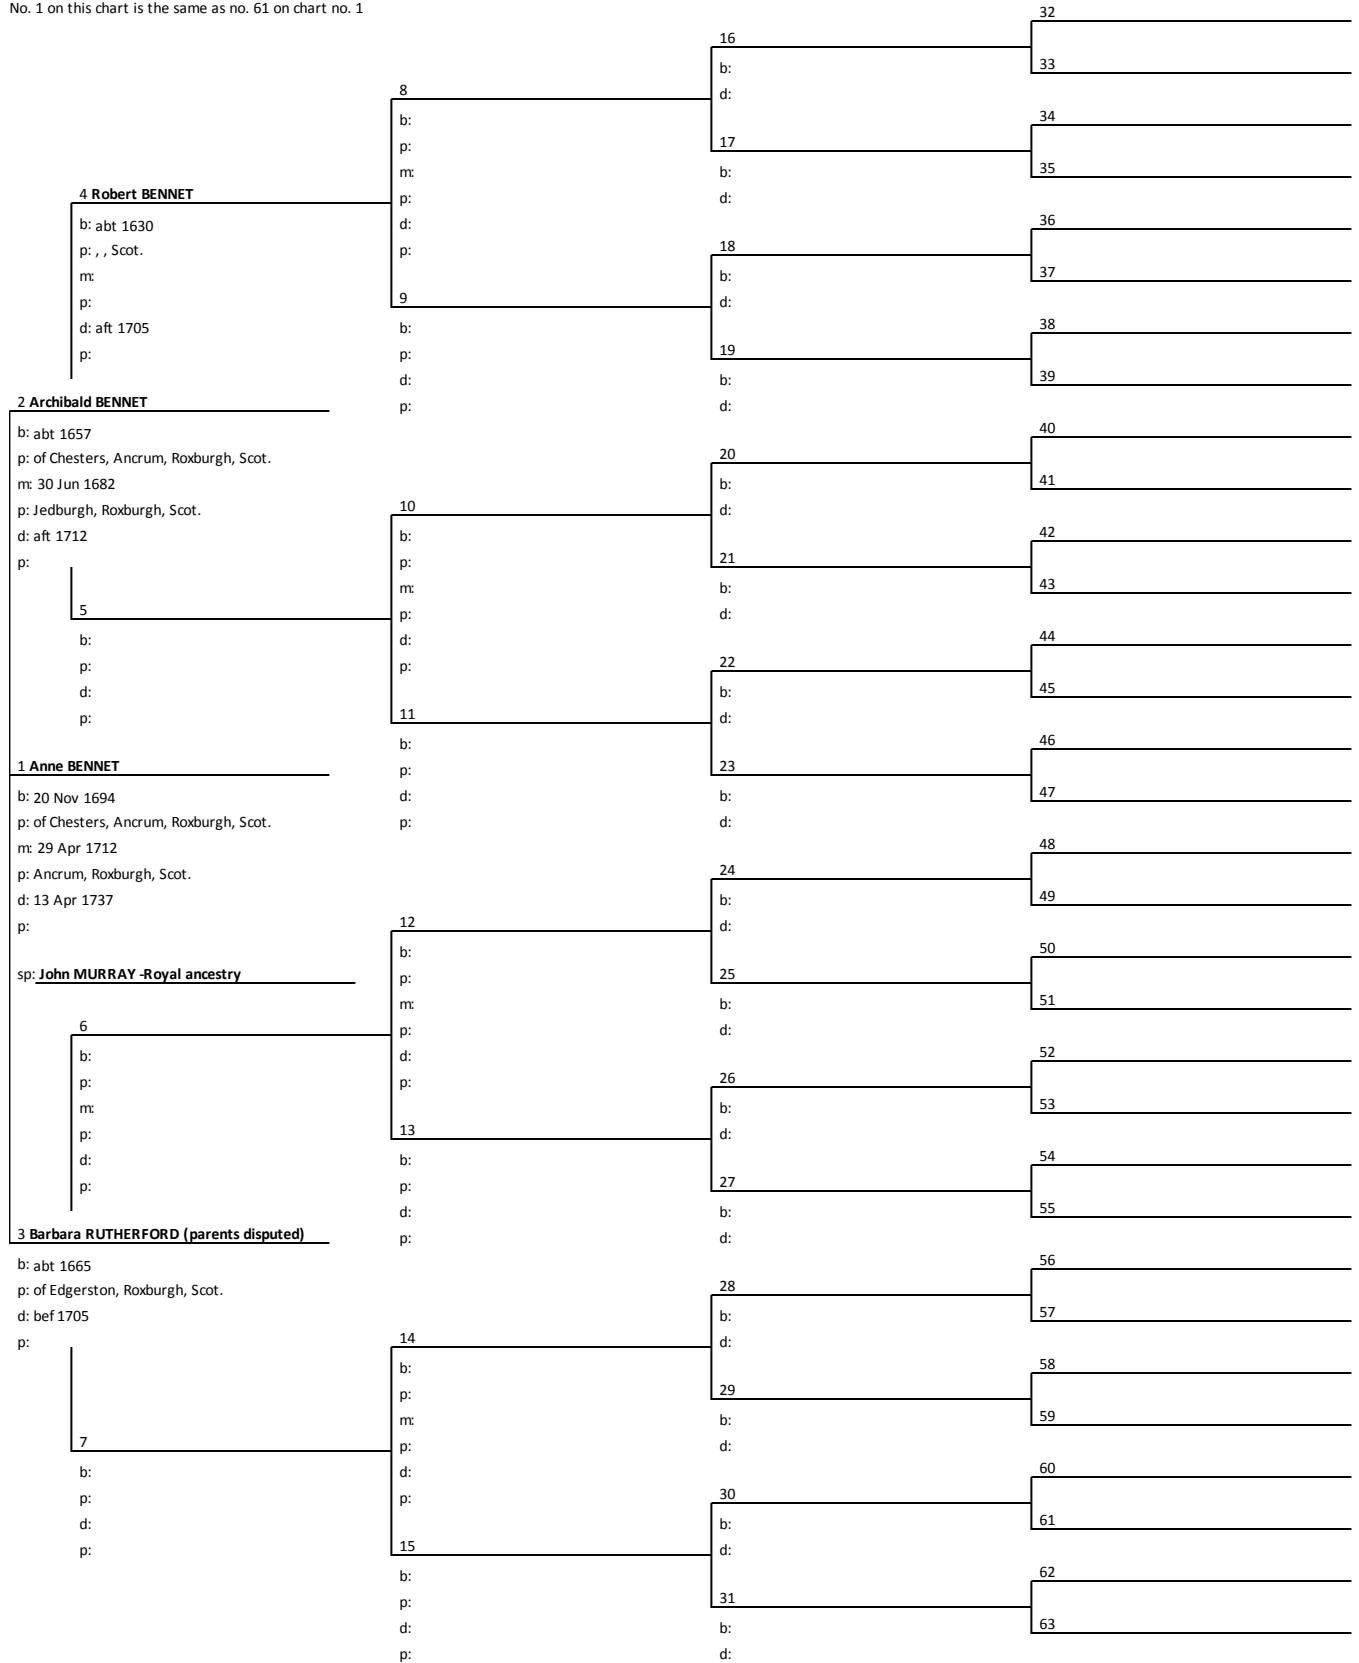 No. 1 on this chart is the same as no. 61 on chart no. 1
4 Robert BENNET
b: abt 1630
p: , , Scot.
m:
p:
d: aft 1705
p:
2 Archibald BENNET
b: abt 1657
p: of Chesters, Ancrum, Roxburgh, Scot.
m: 30 Jun 1682
p: Jedburgh, Roxburgh, Scot.
d: aft 1712
p:
5
b:
p:
d:
p:
1 Anne BENNET
b: 20 Nov 1694
p: of Chesters, Ancrum, Roxburgh, Scot.
m: 29 Apr 1712
p: Ancrum, Roxburgh, Scot.
d: 13 Apr 1737
p:
sp: John MURRAY -Royal ancestry
6
b:
p:
m:
p:
d:
p:
3 Barbara RUTHERFORD (parents disputed)
b: abt 1665
p: of Edgerston, Roxburgh, Scot.
d: bef 1705
p:
7
b:
p:
d:
p:
8
b:
p:
m:
p:
d:
p:
9
b:
p:
d:
p:
10
b:
p:
m:
p:
d:
p:
11
b:
p:
d:
p:
12
b:
p:
m:
p:
d:
p:
13
b:
p:
d:
p:
14
b:
p:
m:
p:
d:
p:
15
b:
p:
d:
p:
16
b:
d:
17
b:
d:
18
b:
d:
19
b:
d:
20
b:
d:
21
b:
d:
22
b:
d:
23
b:
d:
24
b:
d:
25
b:
d:
26
b:
d:
27
b:
d:
28
b:
d:
29
b:
d:
30
b:
d:
31
b:
d:
32
33
34
35
36
37
38
39
40
41
42
43
44
45
46
47
48
49
50
51
52
53
54
55
56
57
58
59
60
61
62
63